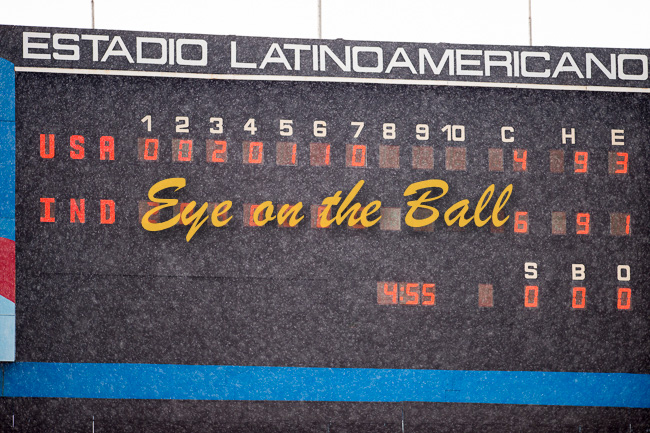 ESTADIO LATINOAMERICANO
1 2 3 4 5 6 7 8 9 10 C H E
USA 0 0 2 0 1 1 0 4 9 3
IND 6 9 1
Eye on the Ball
S B O
4:55 0 0 0